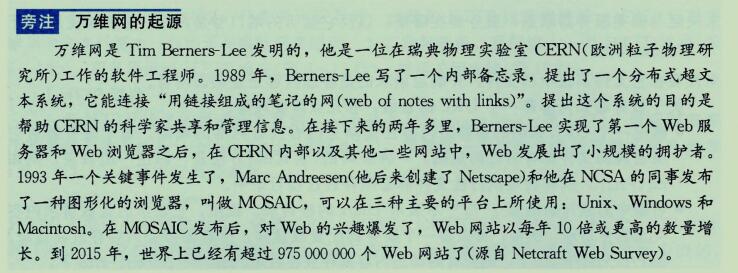 旁注 万维网的起源
万维网是 Tim Berners-Lee 发明的，他是一位在瑞典物理实验室 CERN(欧洲粒子物理研
究所)工作的软件工程师。1989 年，Berners-Lee 写了一个内部备忘录，提出了一个分布式超文
本系统，它能连接“用链接组成的笔记的网(web of notes with links)”。提出这个系统的目的是
帮助 CERN 的科学家共享和管理信息。在接下来的两年多里，Berners-Lee 实现了第一个 Web 服
务器和 Web 浏览器之后，在 CERN 内部以及其他一些网站中，Web 发展出了小规模的拥护者。
1993 年一个关键事件发生了，Marc Andreesen(他后来创建了 Netscape)和他在 NCSA 的同事发布
了一种图形化的浏览器，叫做 MOSAIC，可以在三种主要的平台上所使用：Unix、Windows 和
Macintosh。在 MOSAIC 发布后，对 Web 的兴趣爆发了，Web 网站以每年 10 倍或更高的数量增
长。到 2015 年，世界上已经有超过 975 000 000 个 Web 网站了(源自 Netcraft Web Survey)。